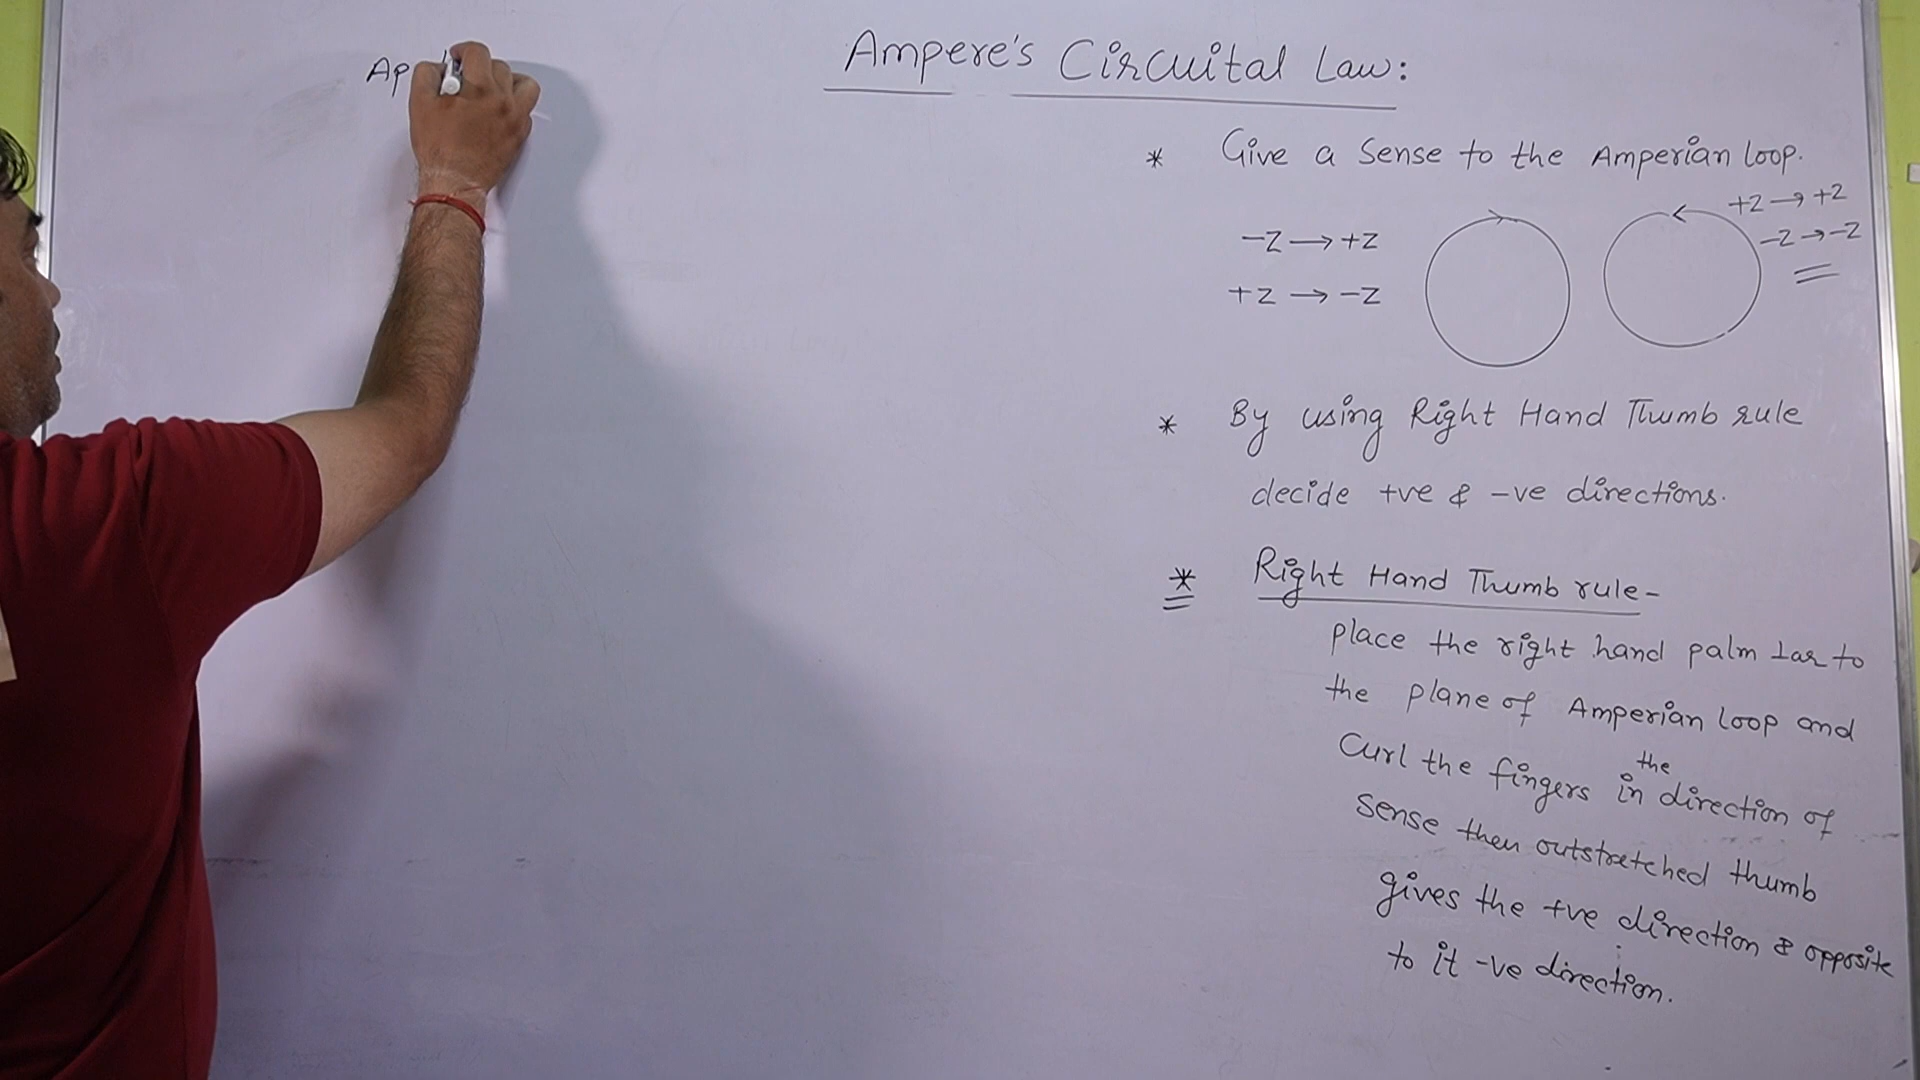 Ampere's Circuital Law:
* Give a Sense to the Amperian loop.
-Z → +Z
+Z → -Z
+Z → +Z
-Z → -Z
* By using Right Hand Thumb rule
decide +ve & -ve directions.
* Right Hand Thumb rule-
place the right hand palm ⊥ar to
the plane of Amperian loop and
Curl the fingers in the direction of
sense then outstretched thumb
gives the +ve direction & opposite
to it -ve direction.